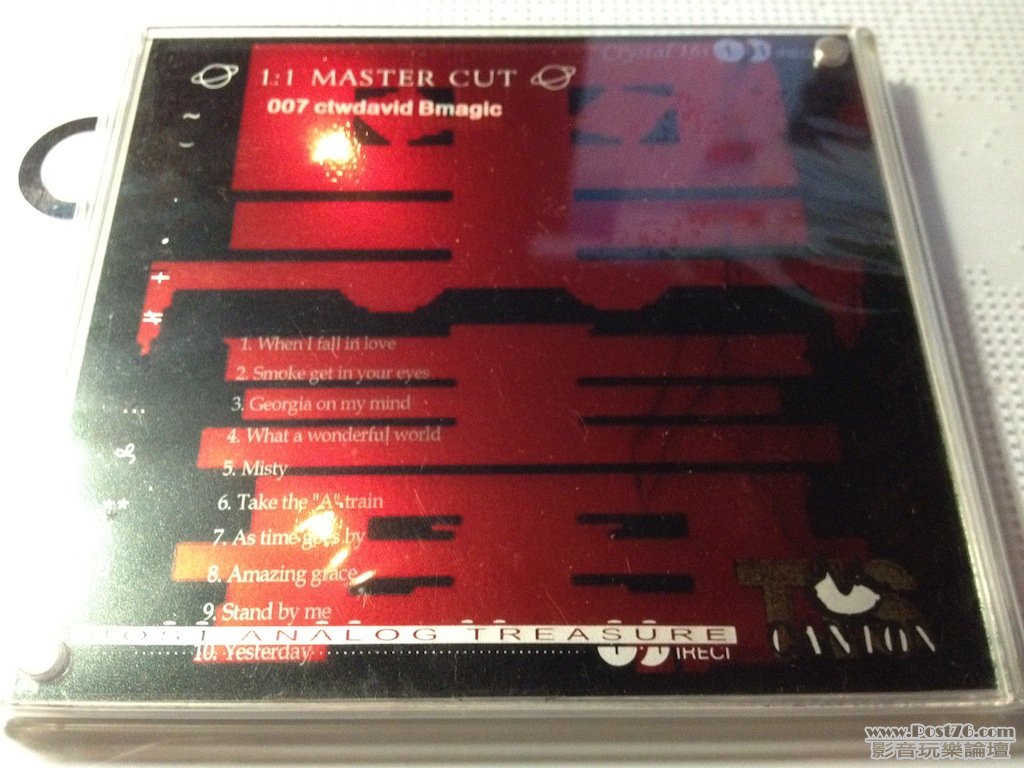 1:1 MASTER CUT
007 ctwdavid Bmagic
1. When I fall in love
2. Smoke get in your eyes
3. Georgia on my mind
4. What a wonderful world
5. Misty
6. Take the "A" train
7. As time goes by
8. Amazing grace
9. Stand by me
MOST ANALOG TREASURE
10. Yesterday
CANYON
www.Post76.com
影音玩樂論壇